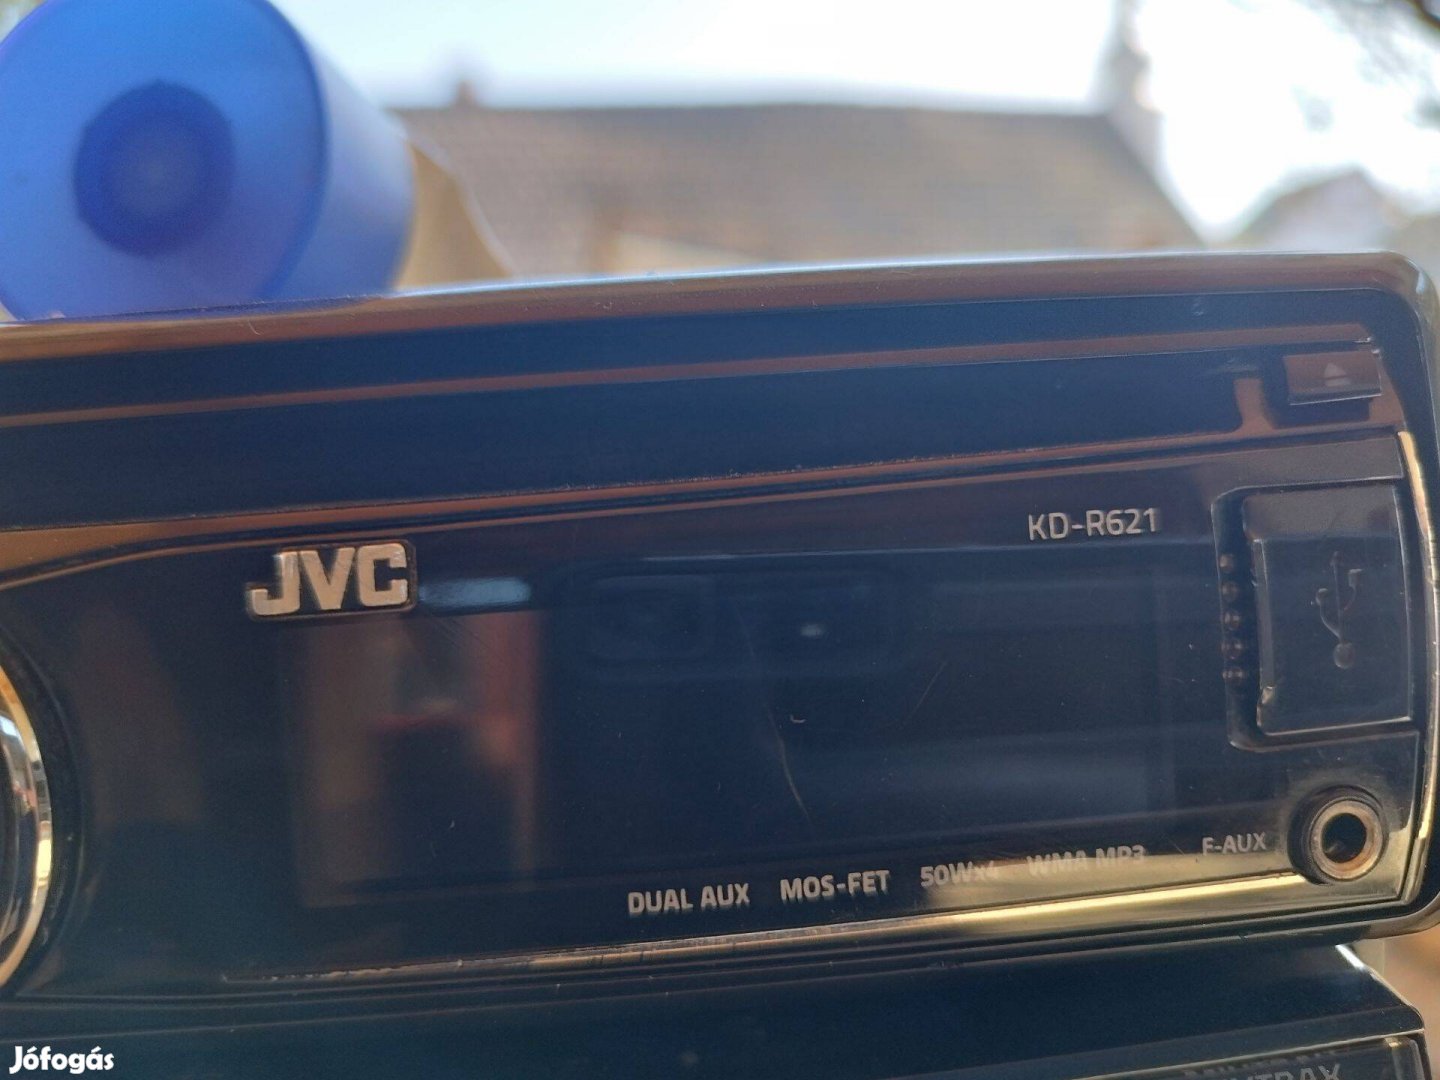 KD-R621
JVC
DUAL AUX MOS-FET 50Wx4 WMA MP3 F-AUX
Jófogás